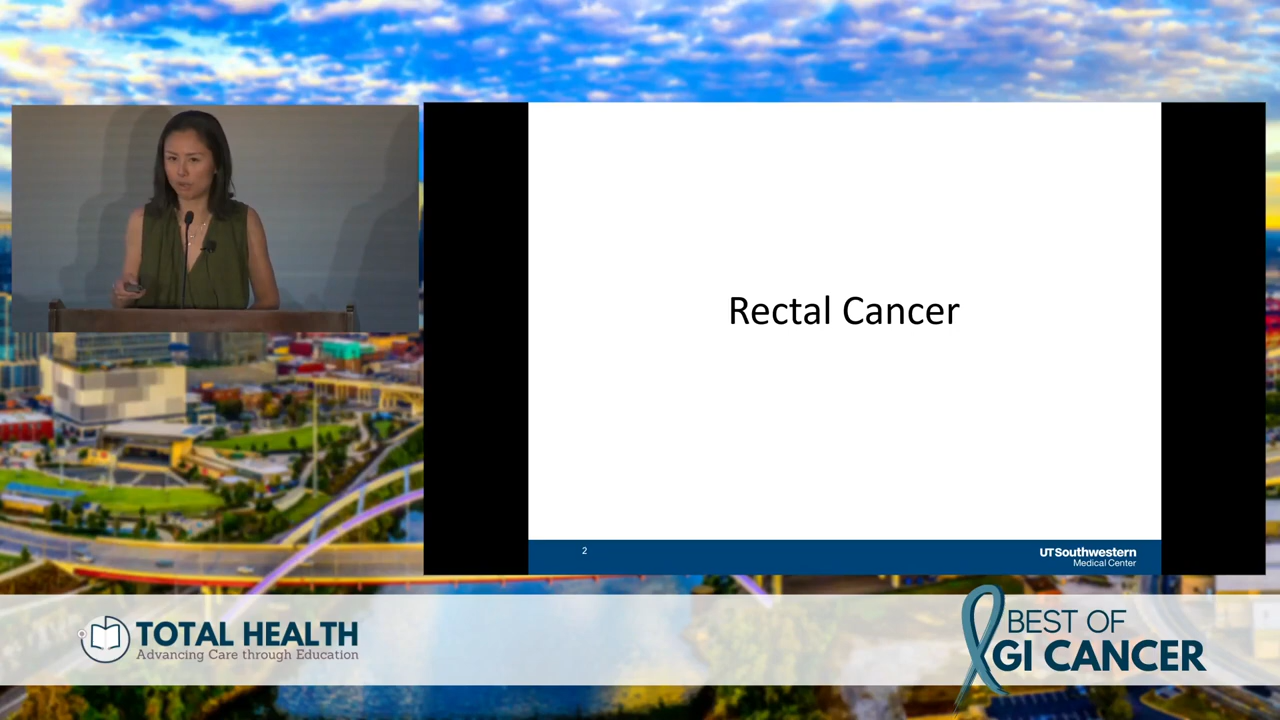 Rectal Cancer
2
UTSouthwestern
Medical Center
TOTAL HEALTH
Advancing Care through Education
BEST OF
GI CANCER